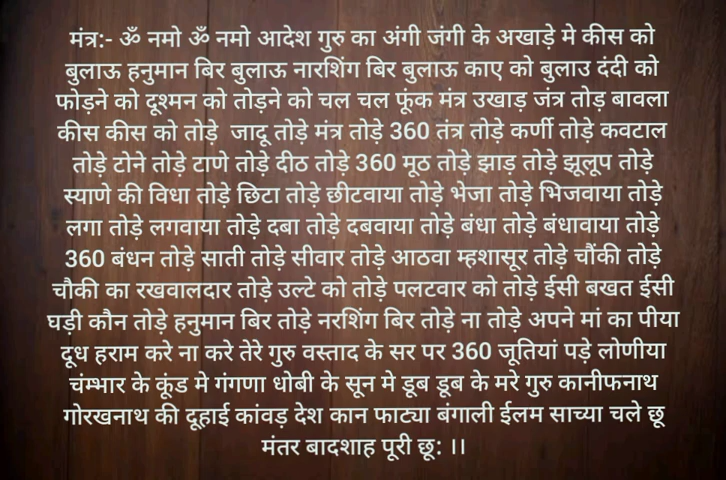 मंत्र:- ॐ नमो ॐ नमो आदेश गुरु का अंगी जंगी के अखाड़े मे कीस को
बुलाऊ हनुमान बिर बुलाऊ नारशिंग बिर बुलाऊ काए को बुलाउ दंदी को
फोड़ने को दूश्मन को तोड़ने को चल चल फूंक मंत्र उखाड़ जंत्र तोड़ बावला
कीस कीस को तोड़े जादू तोड़े मंत्र तोड़े 360 तंत्र तोड़े कर्णी तोड़े कवटाल
तोड़े टोने तोड़े टाणे तोड़े दीठ तोड़े 360 मूठ तोड़े झाड़ तोड़े झूलूप तोड़े
स्याणे की विधा तोड़े छिटा तोड़े छीटवाया तोड़े भेजा तोड़े भिजवाया तोड़े
लगा तोड़े लगवाया तोड़े दबा तोड़े दबवाया तोड़े बंधा तोड़े बंधावाया तोड़े
360 बंधन तोड़े साती तोड़े सीवार तोड़े आठवा म्हशासूर तोड़े चौंकी तोड़े
चौकी का रखवालदार तोड़े उल्टे को तोड़े पलटवार को तोड़े ईसी बखत ईसी
घड़ी कौन तोड़े हनुमान बिर तोड़े नरशिंग बिर तोड़े ना तोड़े अपने मां का पीया
दूध हराम करे ना करे तेरे गुरु वस्ताद के सर पर 360 जूतियां पड़े लोणीया
चंम्भार के कूंड मे गंगणा धोबी के सून मे डूब डूब के मरे गुरु कानीफनाथ
गोरखनाथ की दूहाई कांवड़ देश कान फाट्या बंगाली ईलम साच्या चले छू
मंतर बादशाह पूरी छू: ।।